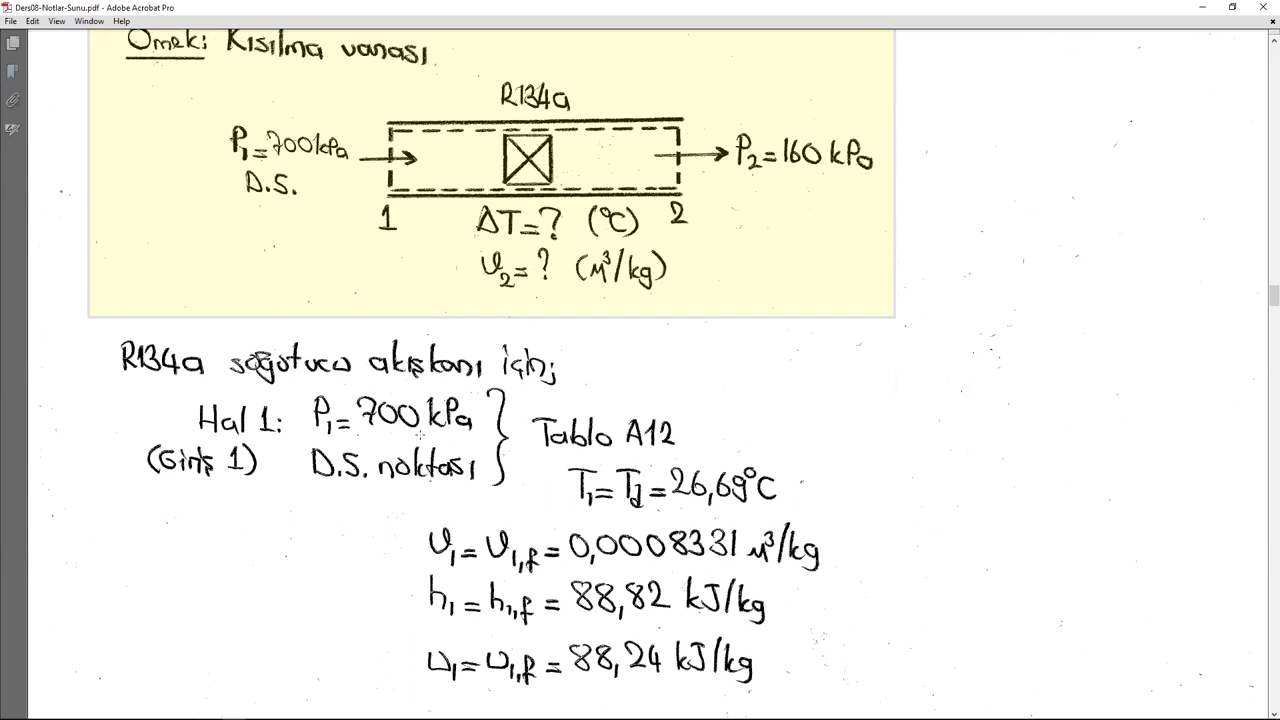 Ders08-Notlar-Sunu.pdf - Adobe Acrobat Pro
File Edit View Window Help
Örnek: Kısılma vanası
R134a
P₁=700kPa
D.S.
P₂=160 kPa
1 ΔT=? (°C) 2
υ₂=? (m³/kg)
R134a soğutucu akışkanı için;
Hal 1: P₁=700 kPa
(Giriş 1) D.S. noktası
Tablo A12
T₁=Td=26,69°C
υ₁=υ₁,f=0,0008331 m³/kg
h₁=h₁,f=88,82 kJ/kg
u₁=u₁,f=88,24 kJ/kg